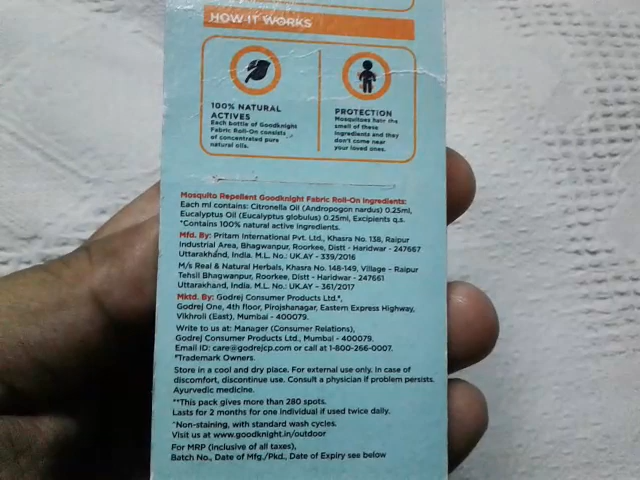 HOW IT WORKS
100% NATURAL
ACTIVES
Each bottle of Goodknight
Fabric Roll-On consists
of concentrated pure
natural oils.
PROTECTION
Mosquitoes hate the
smell of these
ingredients and they
don't come near
your loved ones.
Mosquito Repellent Goodknight Fabric Roll-On Ingredients:
Each ml contains: Citronella Oil (Andropogon nardus) 0.25ml,
Eucalyptus Oil (Eucalyptus globulus) 0.25ml, Excipients q.s.
*Contains 100% natural active ingredients.
Mfd. By: Pritam International Pvt. Ltd., Khasra No. 138, Raipur
Industrial Area, Bhagwanpur, Roorkee, Distt - Haridwar - 247667
Uttarakhand, India. M.L. No.: UK.AY - 339/2016
M/s Real & Natural Herbals, Khasra No. 148-149, Village - Raipur
Tehsil Bhagwanpur, Roorkee, Distt - Haridwar - 247661
Uttarakhand, India, M.L. No.: UK.AY - 361/2017
Mktd. By: Godrej Consumer Products Ltd.*,
Godrej One, 4th floor, Pirojshanagar, Eastern Express Highway,
Vikhroli (East), Mumbai - 400079.
Write to us at: Manager (Consumer Relations),
Godrej Consumer Products Ltd., Mumbai - 400079.
Email ID: care@godrejcp.com or call at 1-800-266-0007.
#Trademark Owners.
Store in a cool and dry place. For external use only. In case of
discomfort, discontinue use. Consult a physician if problem persists.
Ayurvedic medicine.
**This pack gives more than 280 spots.
Lasts for 2 months for one individual if used twice daily.
^Non-staining, with standard wash cycles.
Visit us at www.goodknight.in/outdoor
For MRP (inclusive of all taxes),
Batch No., Date of Mfg./Pkd., Date of Expiry see below